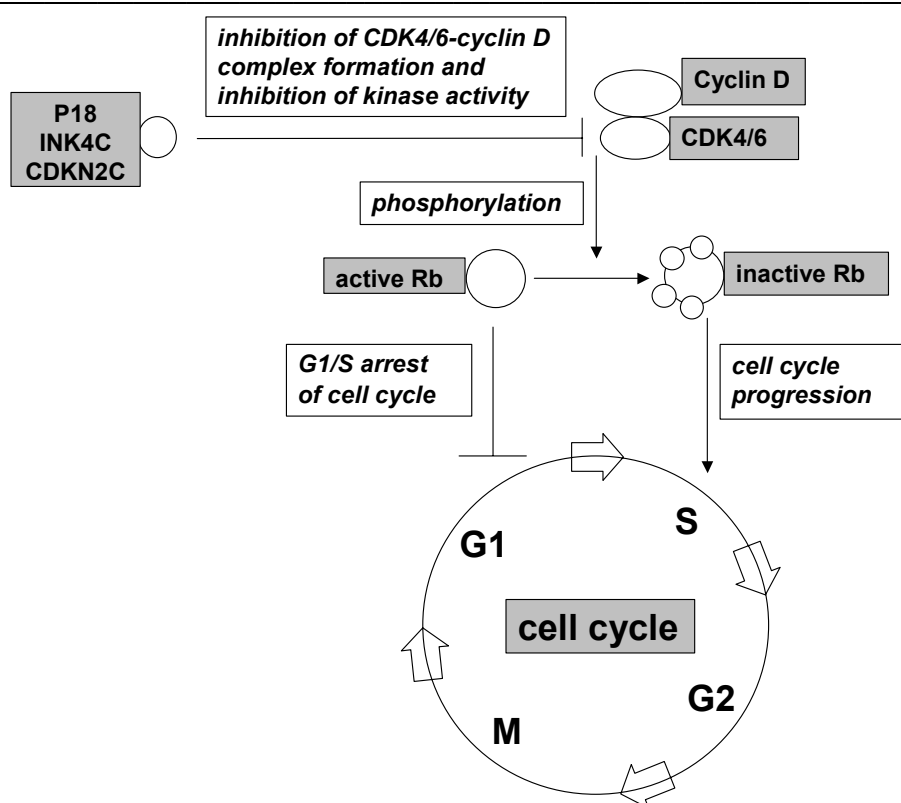 inhibition of CDK4/6-cyclin D
complex formation and
inhibition of kinase activity
P18
INK4C
CDKN2C
Cyclin D
CDK4/6
phosphorylation
active Rb
inactive Rb
G1/S arrest
of cell cycle
cell cycle
progression
G1
S
cell cycle
G2
M